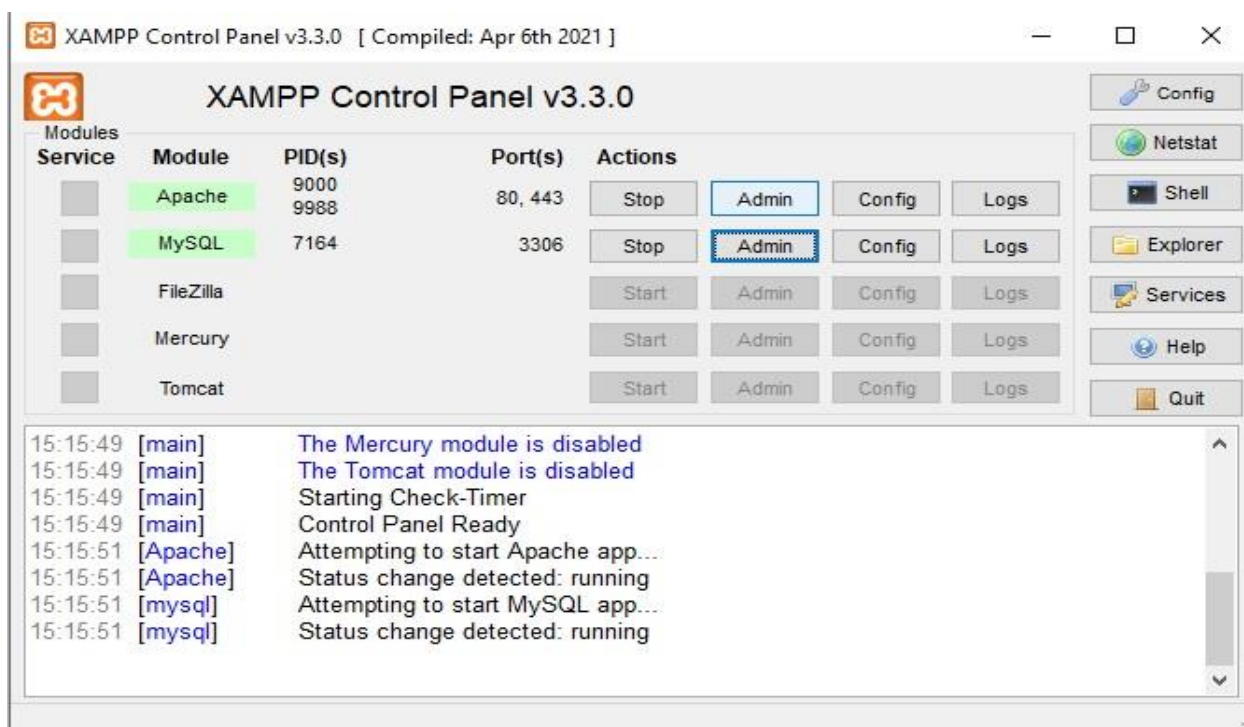 XAMPP Control Panel v3.3.0 [ Compiled: Apr 6th 2021 ]
XAMPP Control Panel v3.3.0
Modules
Service Module PID(s) Port(s) Actions
Apache 9000 9988 80, 443 Stop Admin Config Logs
MySQL 7164 3306 Stop Admin Config Logs
FileZilla Start Admin Config Logs
Mercury Start Admin Config Logs
Tomcat Start Admin Config Logs
Config
Netstat
Shell
Explorer
Services
Help
Quit
15:15:49 [main] The Mercury module is disabled
15:15:49 [main] The Tomcat module is disabled
15:15:49 [main] Starting Check-Timer
15:15:49 [main] Control Panel Ready
15:15:51 [Apache] Attempting to start Apache app...
15:15:51 [Apache] Status change detected: running
15:15:51 [mysql] Attempting to start MySQL app...
15:15:51 [mysql] Status change detected: running